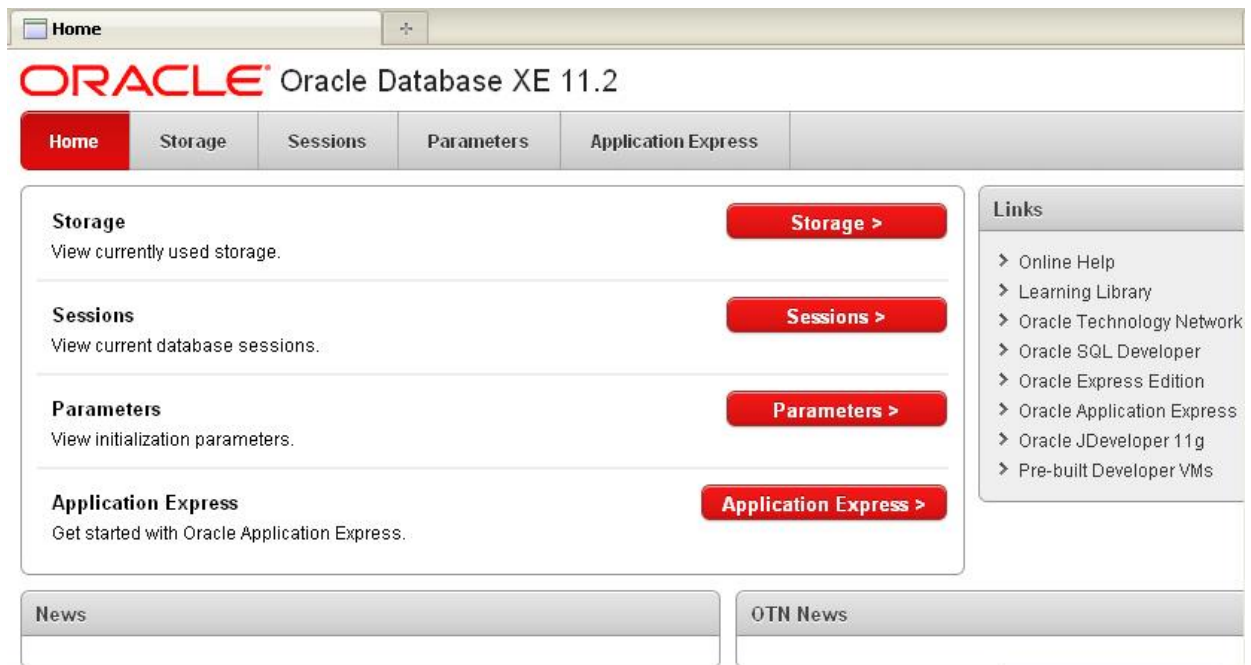 Home
ORACLE Oracle Database XE 11.2
Home Storage Sessions Parameters Application Express
Storage
View currently used storage.
Storage >
Sessions
View current database sessions.
Sessions >
Parameters
View initialization parameters.
Parameters >
Application Express
Get started with Oracle Application Express.
Application Express >
Links
Online Help
Learning Library
Oracle Technology Network
Oracle SQL Developer
Oracle Express Edition
Oracle Application Express
Oracle JDeveloper 11g
Pre-built Developer VMs
News
OTN News